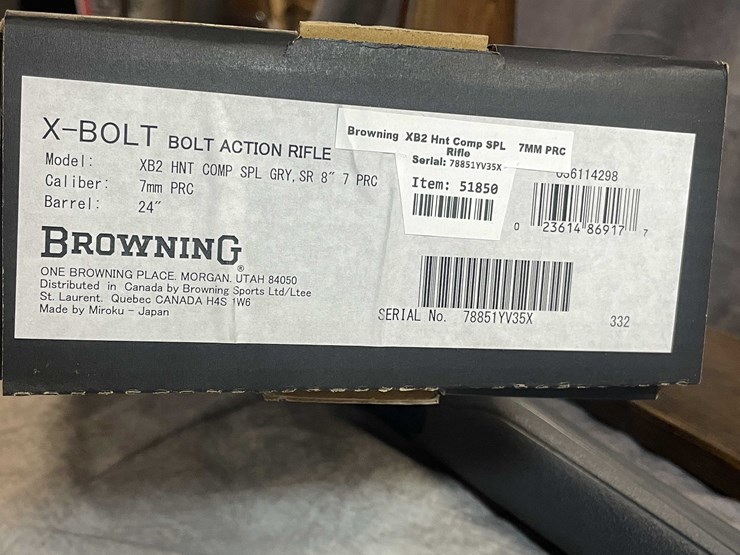 X-BOLT BOLT ACTION RIFLE
Model: XB2 HNT COMP SPL GRY, SR 8" 7 PRC
Caliber: 7mm PRC
Barrel: 24"
BROWNING®
ONE BROWNING PLACE. MORGAN. UTAH 84050
Distributed in Canada by Browning Sports Ltd/Ltee
St. Laurent. Quebec CANADA H4S 1W6
Made by Miroku - Japan
Browning XB2 Hnt Comp SPL 7MM PRC
Rifle
Serial: 78851YV35X
Item: 51850
036114298
0 23614 86917 7
SERIAL No. 78851YV35X
332